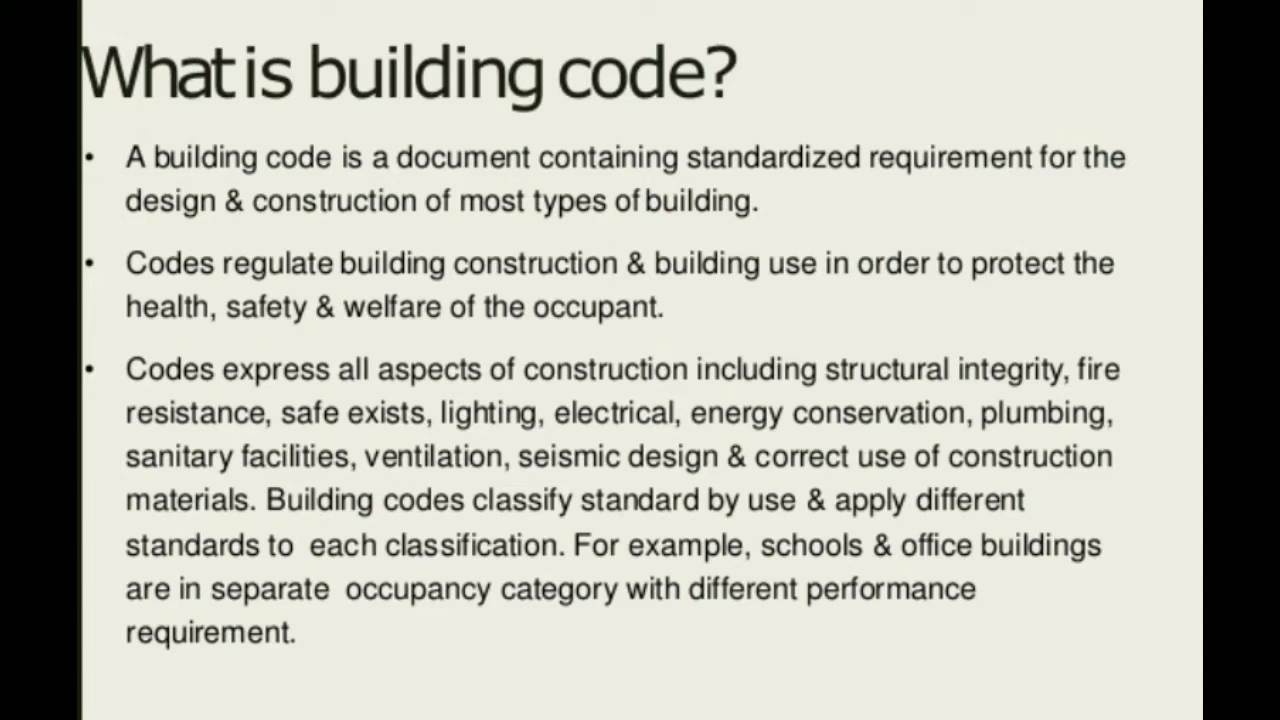 What is building code?
• A building code is a document containing standardized requirement for the
design & construction of most types of building.
• Codes regulate building construction & building use in order to protect the
health, safety & welfare of the occupant.
• Codes express all aspects of construction including structural integrity, fire
resistance, safe exists, lighting, electrical, energy conservation, plumbing,
sanitary facilities, ventilation, seismic design & correct use of construction
materials. Building codes classify standard by use & apply different
standards to each classification. For example, schools & office buildings
are in separate occupancy category with different performance
requirement.